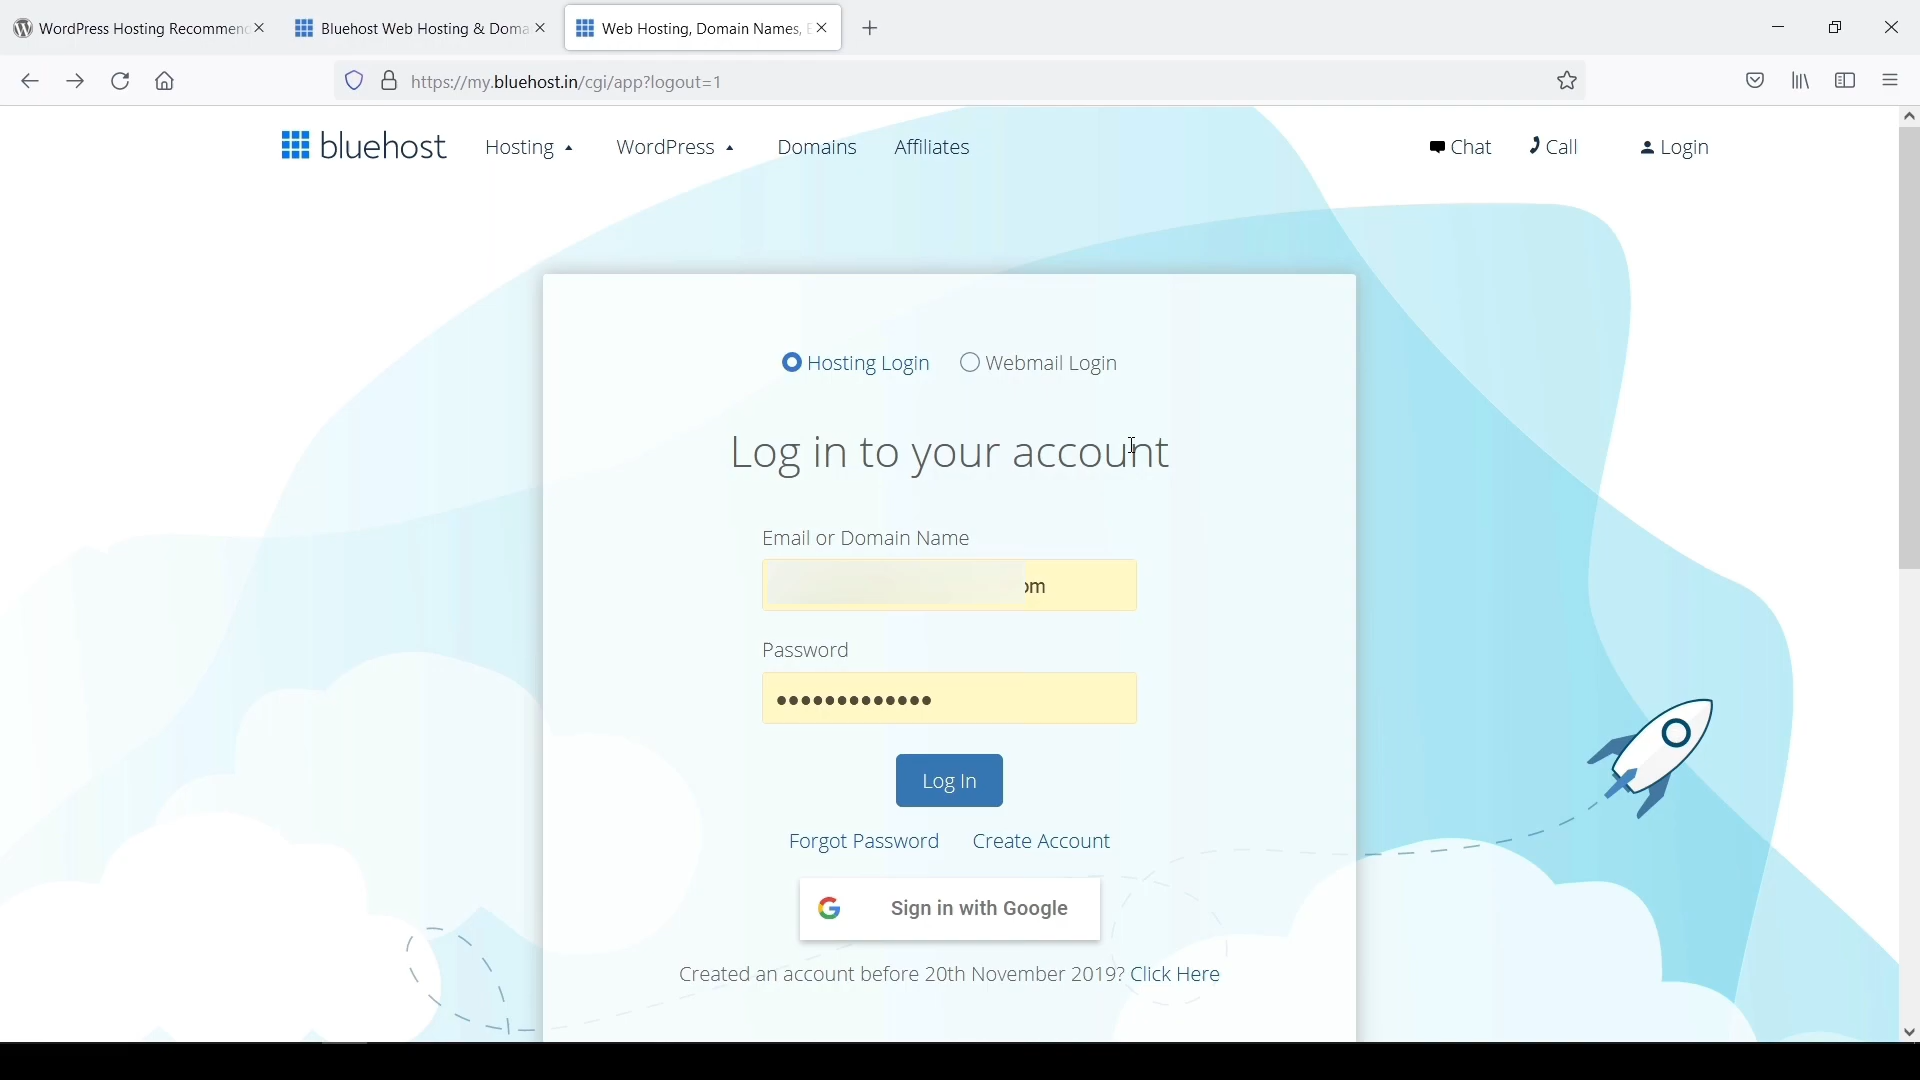 WordPress Hosting Recommen
Bluehost Web Hosting & Doma
Web Hosting, Domain Names,
https://my.bluehost.in/cgi/app?logout=1
bluehost
Hosting
WordPress
Domains
Affiliates
Chat
Call
Login
Hosting Login
Webmail Login
Log in to your account
Email or Domain Name
om
Password
Log In
Forgot Password
Create Account
G Sign in with Google
Created an account before 20th November 2019? Click Here